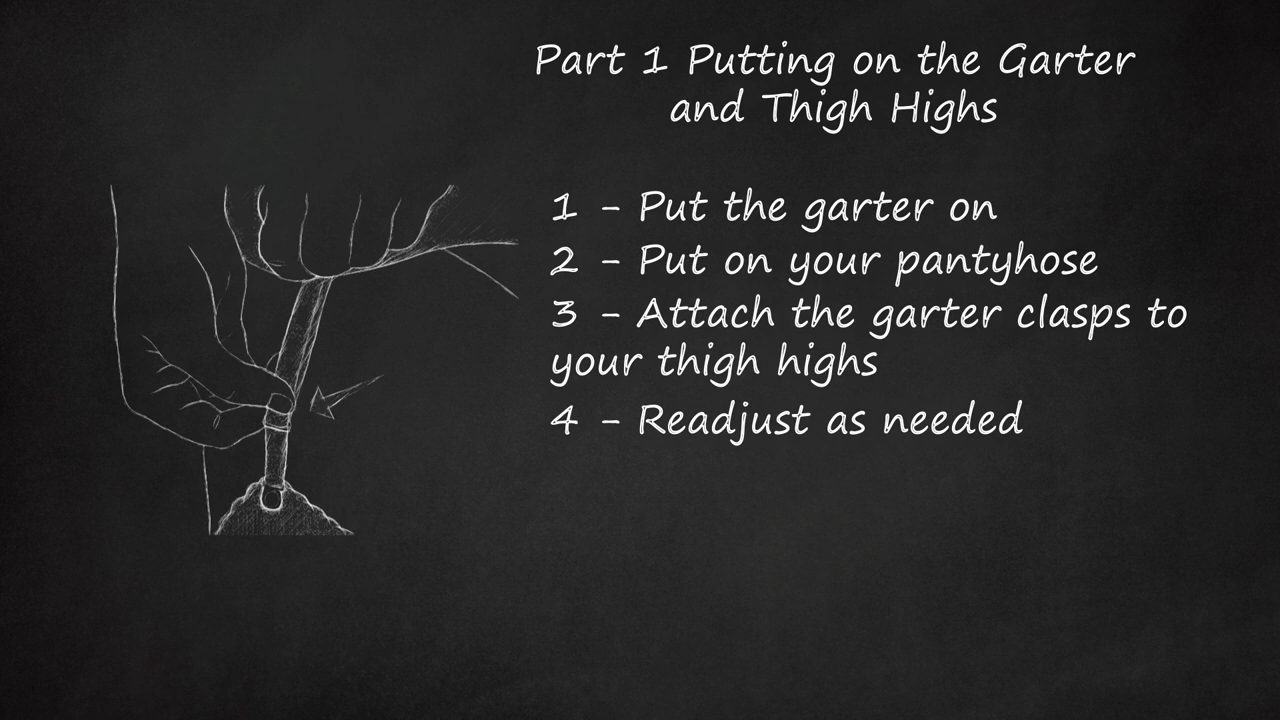 Part 1 Putting on the Garter
and Thigh Highs
1 - Put the garter on
2 - Put on your pantyhose
3 - Attach the garter clasps to
your thigh highs
4 - Readjust as needed